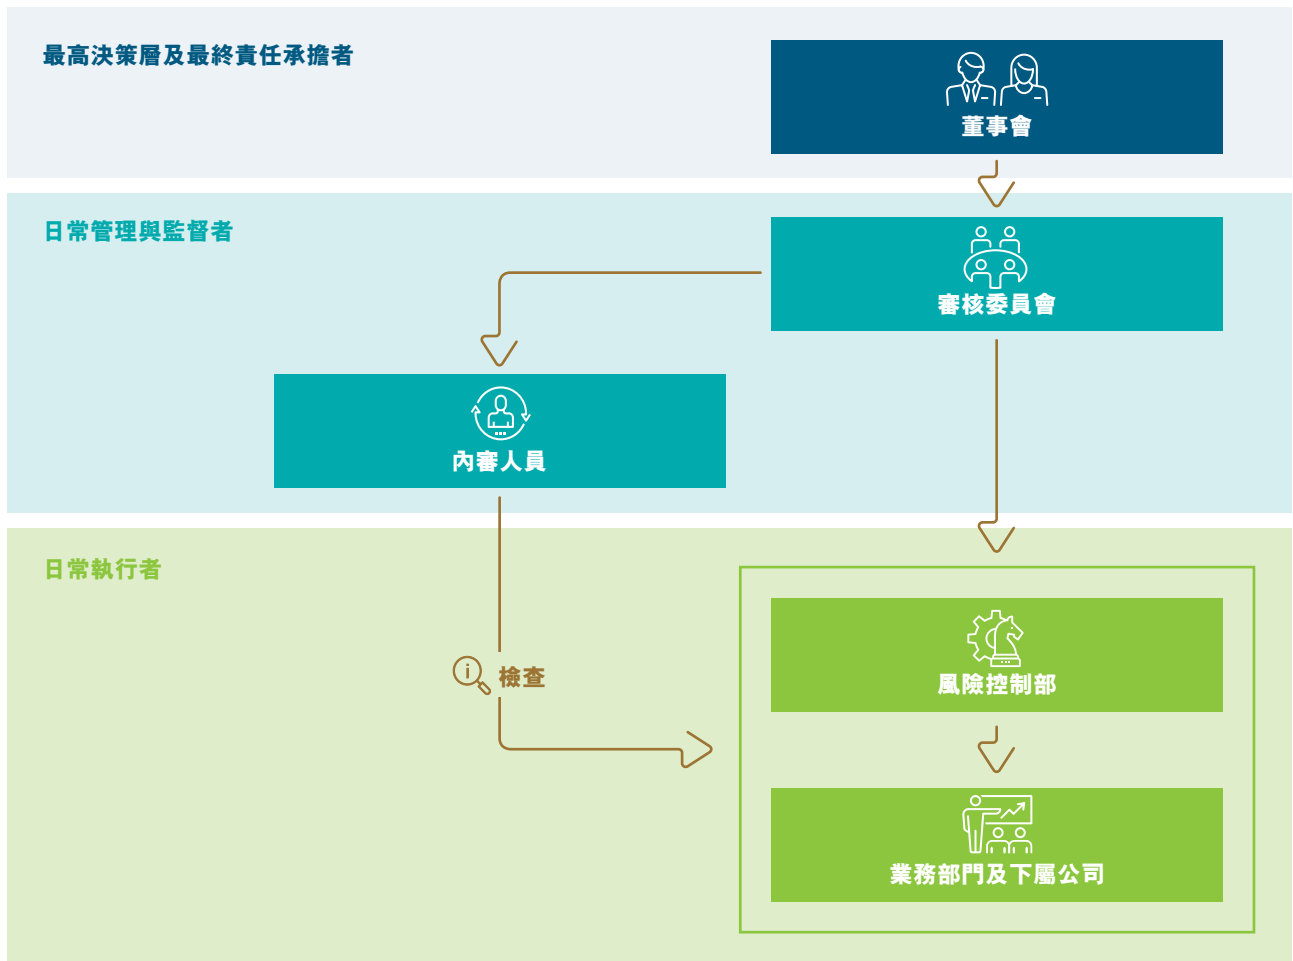 最高決策層及最終責任承擔者
董事會
日常管理與監督者
審核委員會
內審人員
日常執行者
檢查
風險控制部
業務部門及下屬公司